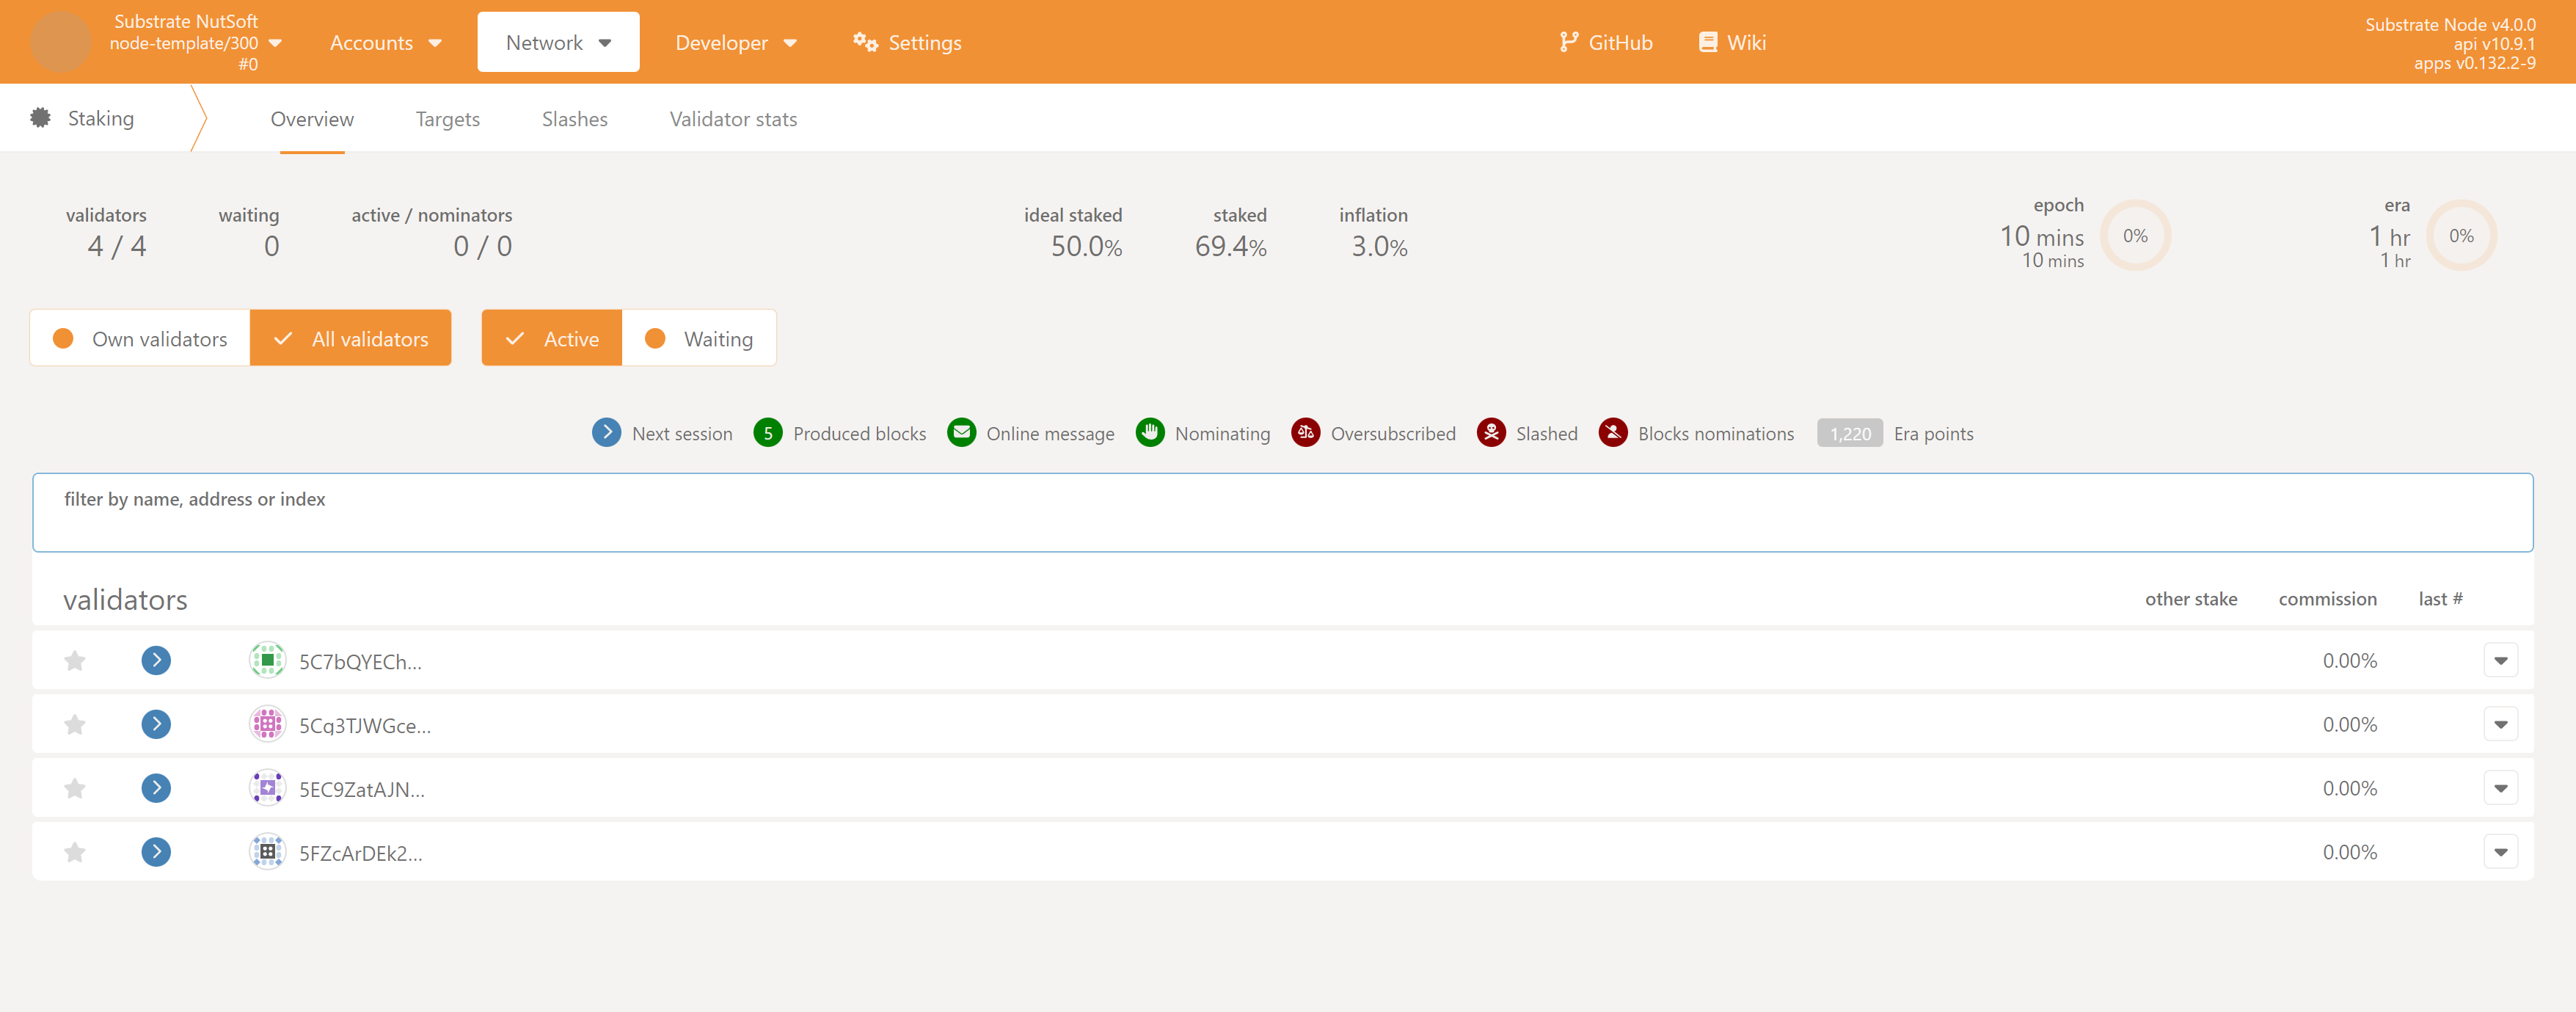 Substrate NutSoft
node-template/300
#0
Accounts
Network
Developer
Settings
GitHub
Wiki
Substrate Node v4.0.0
api v10.9.1
apps v0.132.2-9
Staking
Overview
Targets
Slashes
Validator stats
validators
4 / 4
waiting
0
active / nominators
0 / 0
ideal staked
50.0%
staked
69.4%
inflation
3.0%
epoch
10 mins
10 mins
0%
era
1 hr
1 hr
0%
Own validators
All validators
Active
Waiting
Next session
5 Produced blocks
Online message
Nominating
Oversubscribed
Slashed
Blocks nominations
1,220 Era points
filter by name, address or index
validators other stake commission last #
5C7bQYECh... 0.00%
5Cq3TJWGce... 0.00%
5EC9ZatAJN... 0.00%
5FZcArDEk2... 0.00%